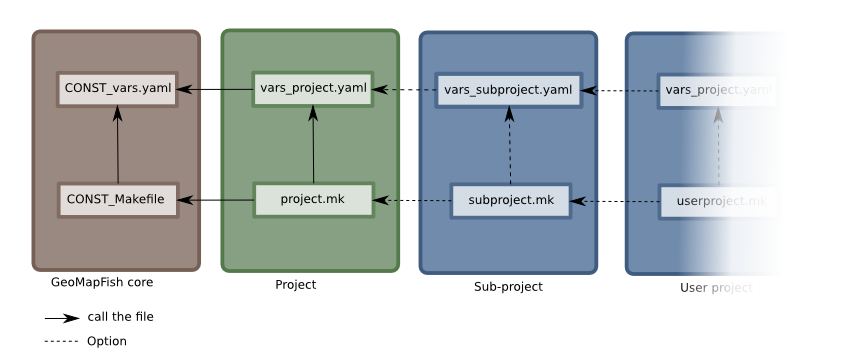 CONST_vars.yaml
vars_project.yaml
vars_subproject.yaml
vars_project.yaml
CONST_Makefile
project.mk
subproject.mk
userproject.mk
GeoMapFish core
Project
Sub-project
User project
call the file
Option